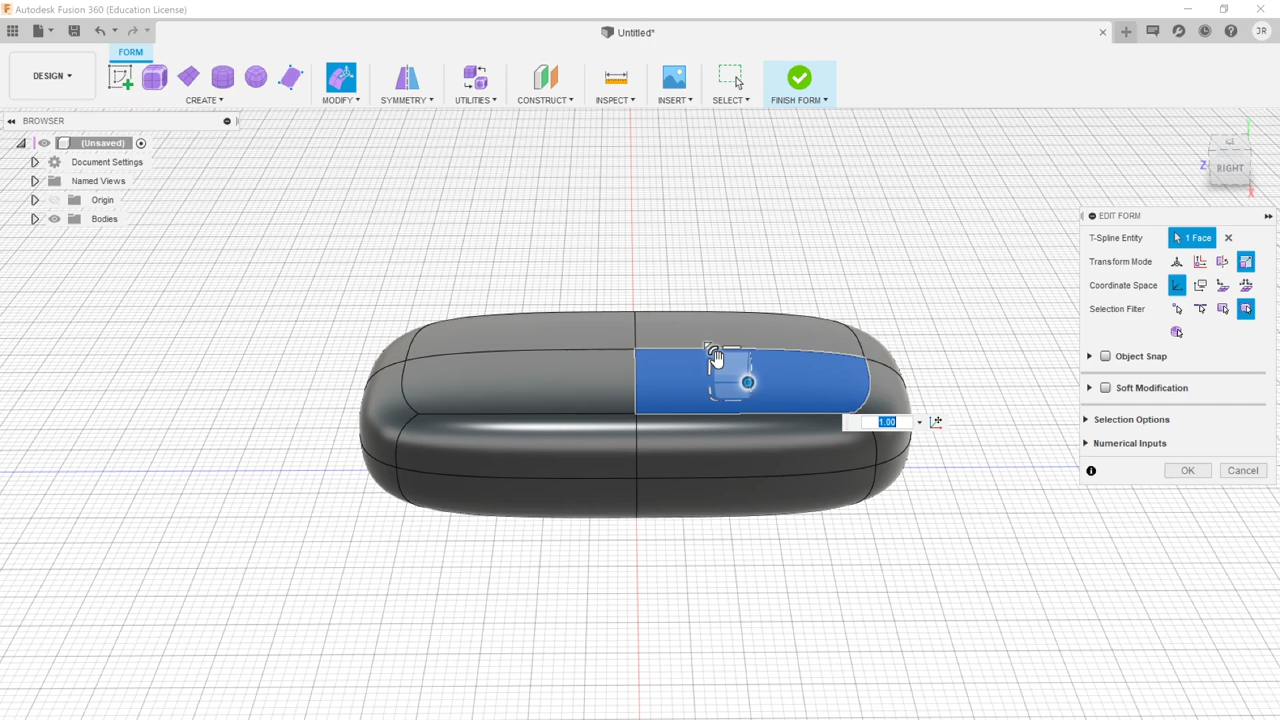 Autodesk Fusion 360 (Education License)
Untitled*
JR
FORM
DESIGN
CREATE
MODIFY
SYMMETRY
UTILITIES
CONSTRUCT
INSPECT
INSERT
SELECT
FINISH FORM
BROWSER
(Unsaved)
Document Settings
Named Views
Origin
Bodies
Y
Z
RIGHT
X
EDIT FORM
T-Spline Entity
1 Face
Transform Mode
Coordinate Space
Selection Filter
Object Snap
Soft Modification
Selection Options
Numerical Inputs
OK
Cancel
1.00